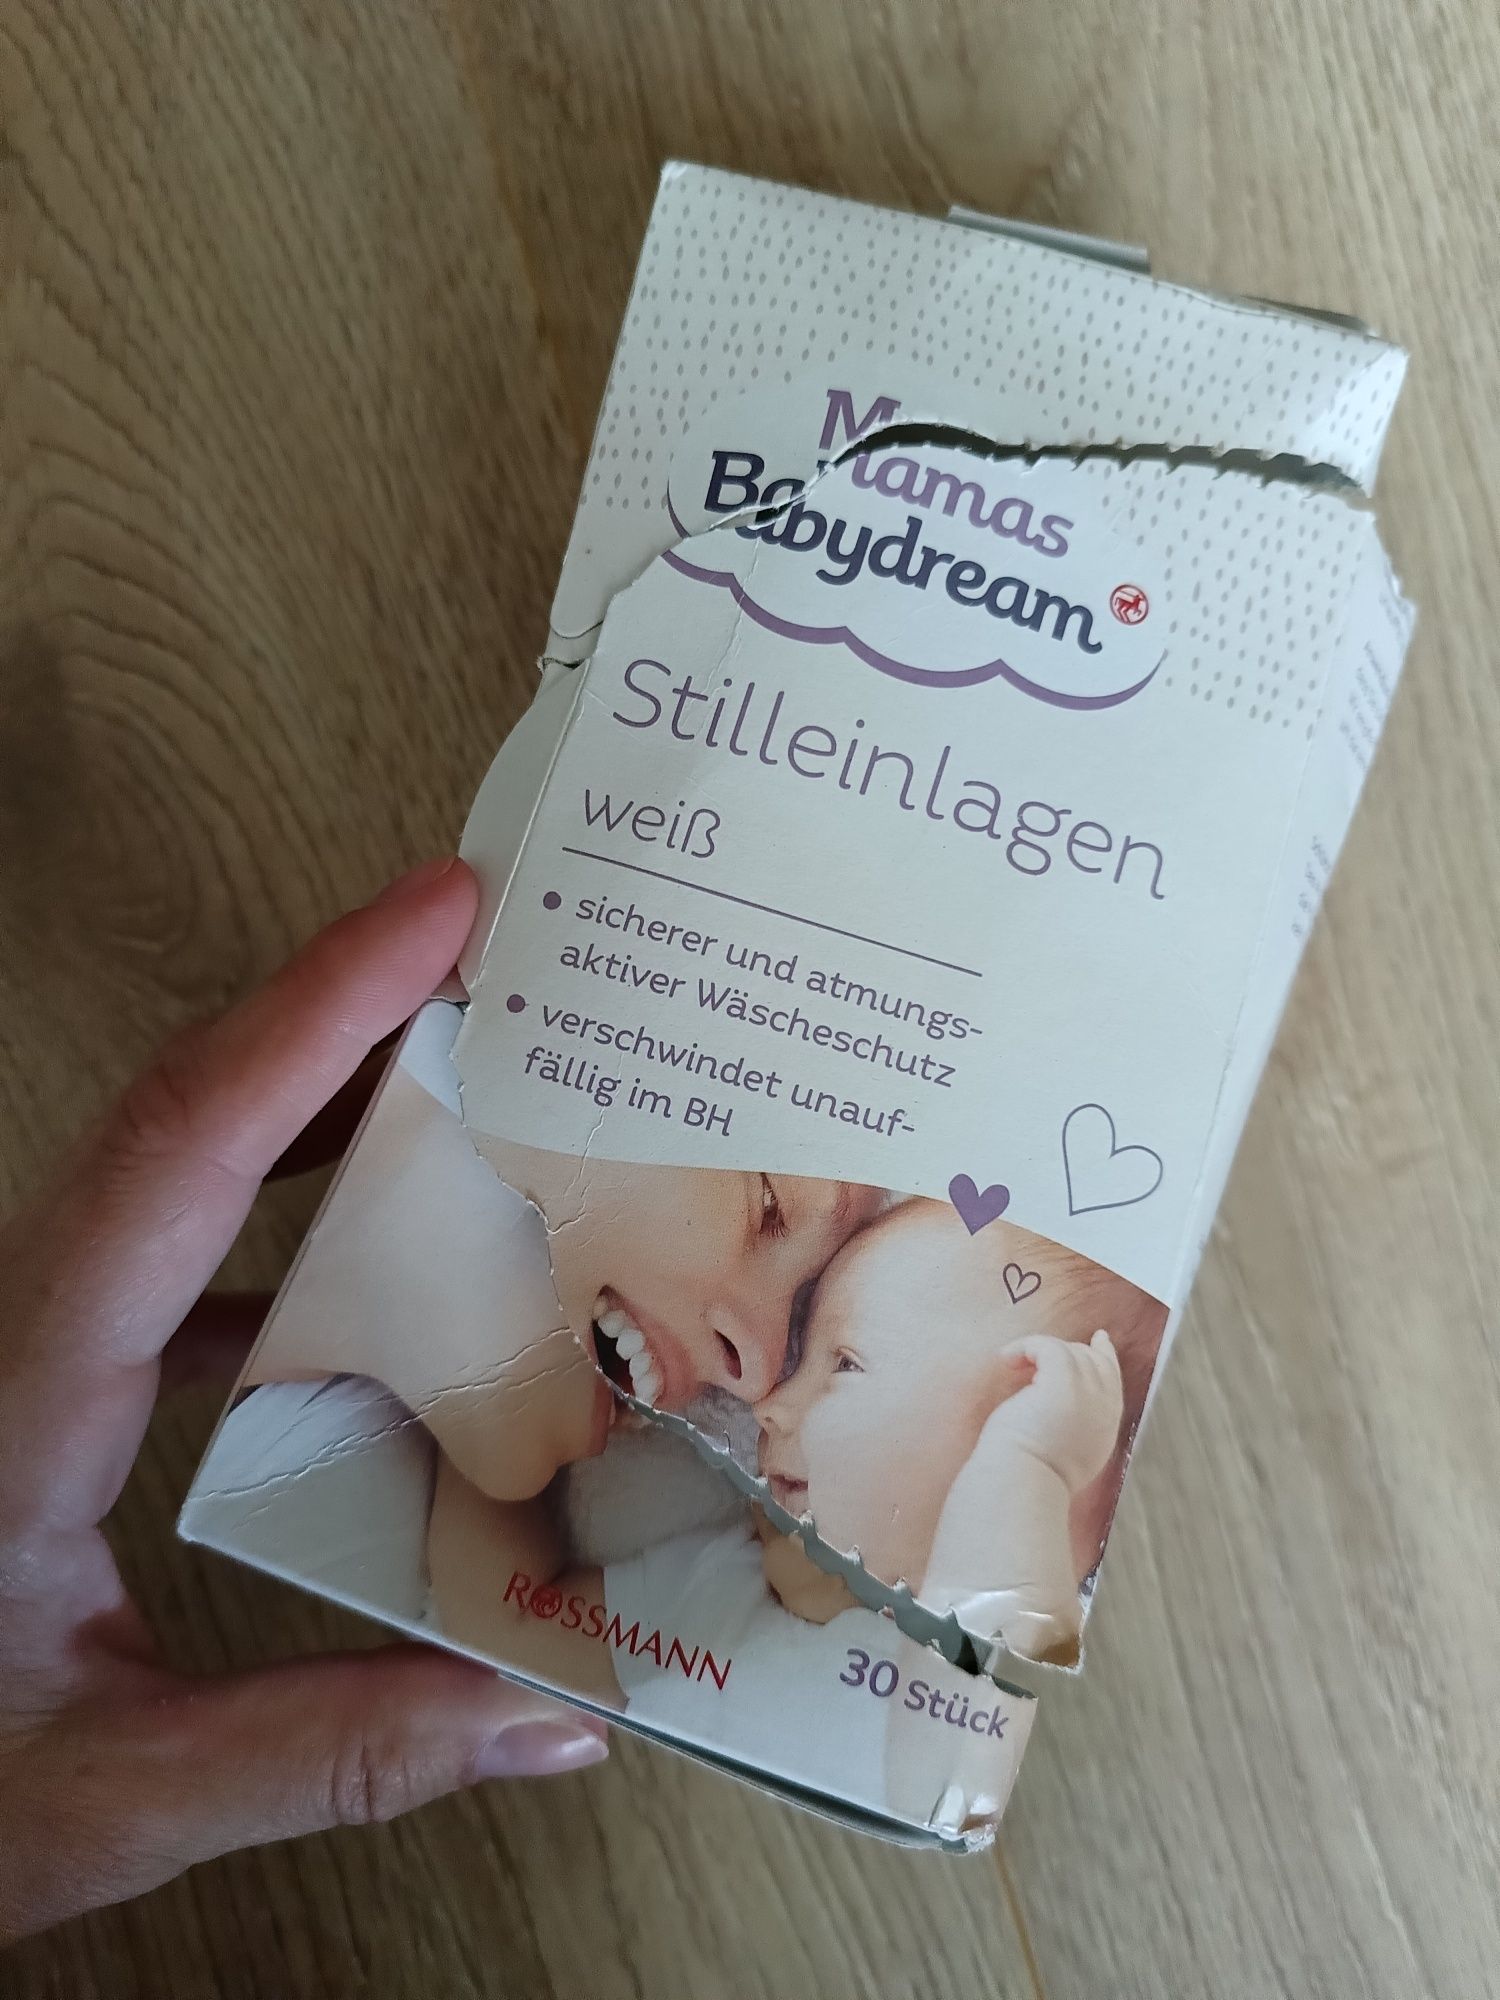 Mamas
Babydream
Stilleinlagen
weiß
• sicherer und atmungs-
aktiver Wäscheschutz
• verschwindet unauf-
fällig im BH
ROSSMANN
30 Stück